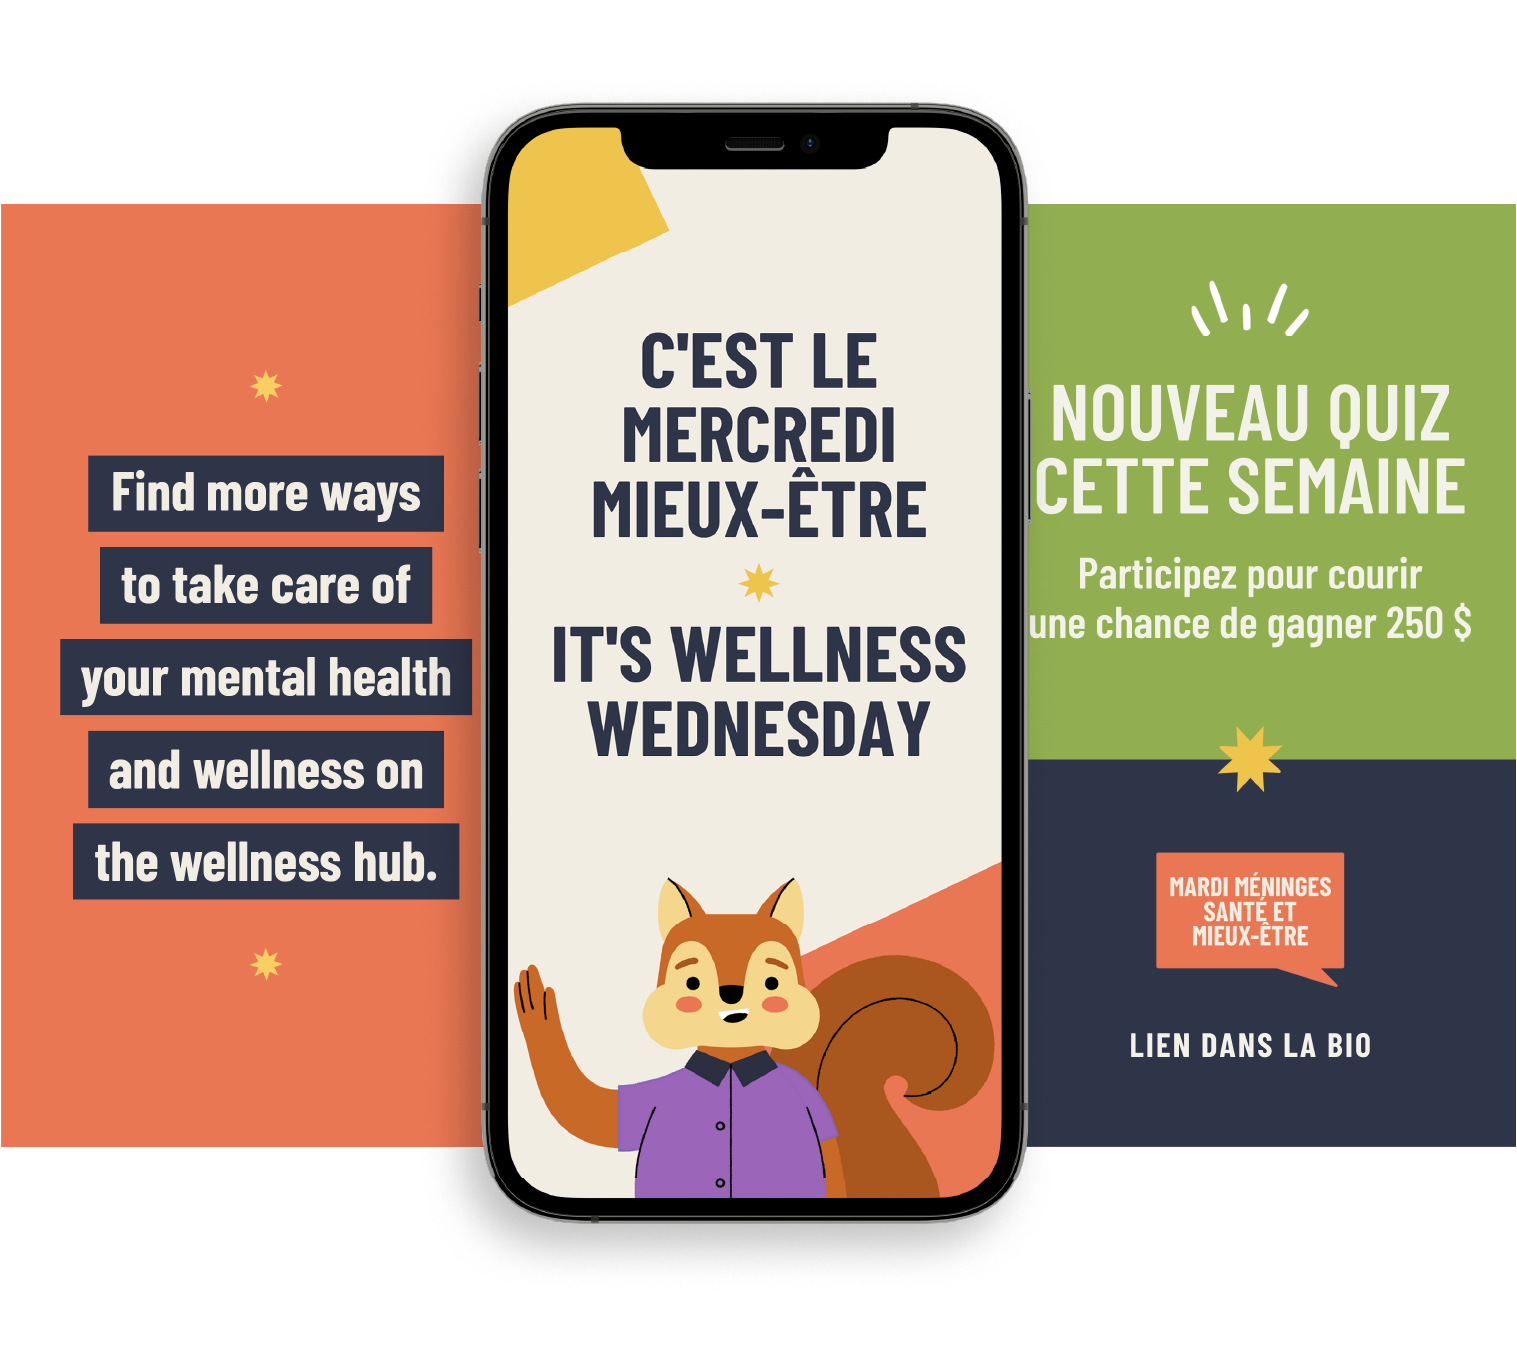 Find more ways
to take care of
your mental health
and wellness on
the wellness hub.
C'EST LE
MERCREDI
MIEUX-ÊTRE
IT'S WELLNESS
WEDNESDAY
NOUVEAU QUIZ
CETTE SEMAINE
Participez pour courir
une chance de gagner 250 $
MARDI MÉNINGES
SANTÉ ET
MIEUX-ÊTRE
LIEN DANS LA BIO